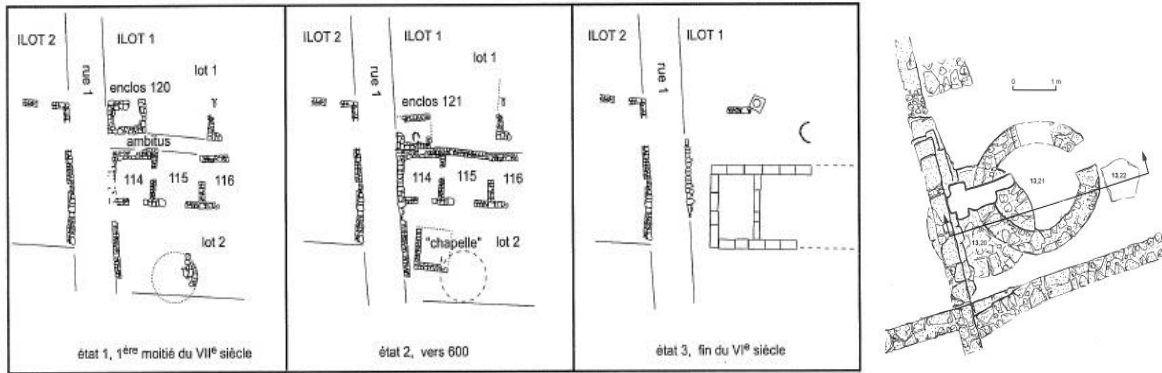 ILOT 2
ILOT 1
rue 1
lot 1
enclos 120
ambitus
114
115
116
lot 2
état 1, 1ère moitié du VIIe siècle
ILOT 2
ILOT 1
rue 1
lot 1
enclos 121
114
115
116
"chapelle"
lot 2
état 2, vers 600
ILOT 2
ILOT 1
rue 1
état 3, fin du VIe siècle
0 1 m
13,21
13,22
13,20